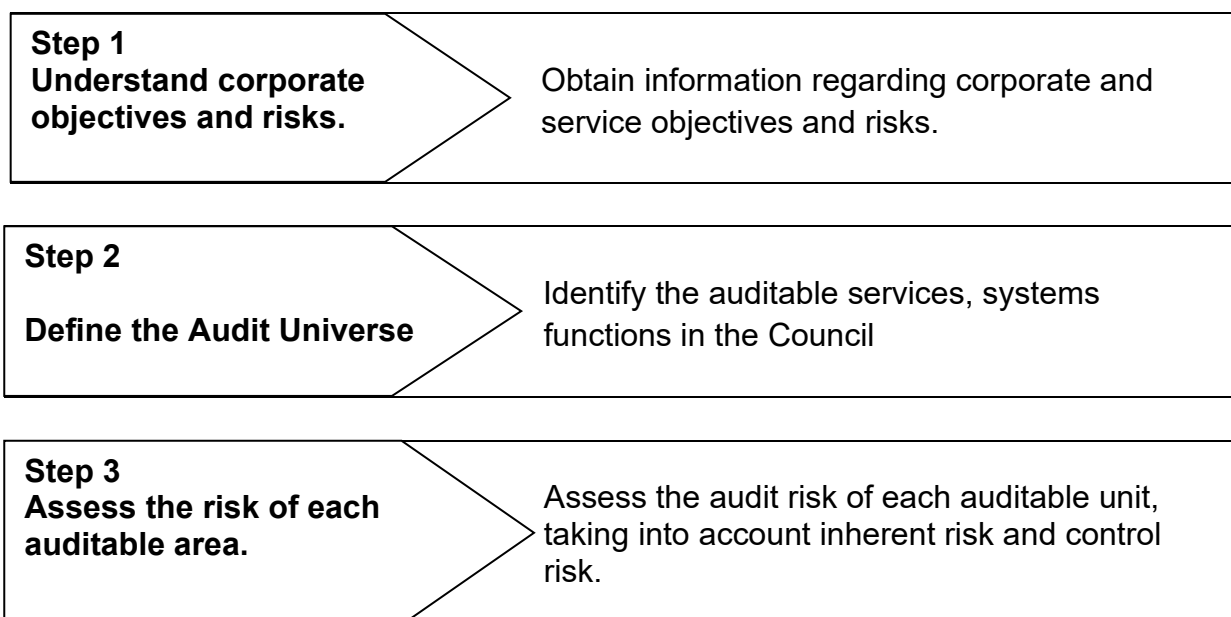 Step 1
Understand corporate
objectives and risks.
Obtain information regarding corporate and
service objectives and risks.
Step 2
Define the Audit Universe
Identify the auditable services, systems
functions in the Council
Step 3
Assess the risk of each
auditable area.
Assess the audit risk of each auditable unit,
taking into account inherent risk and control
risk.